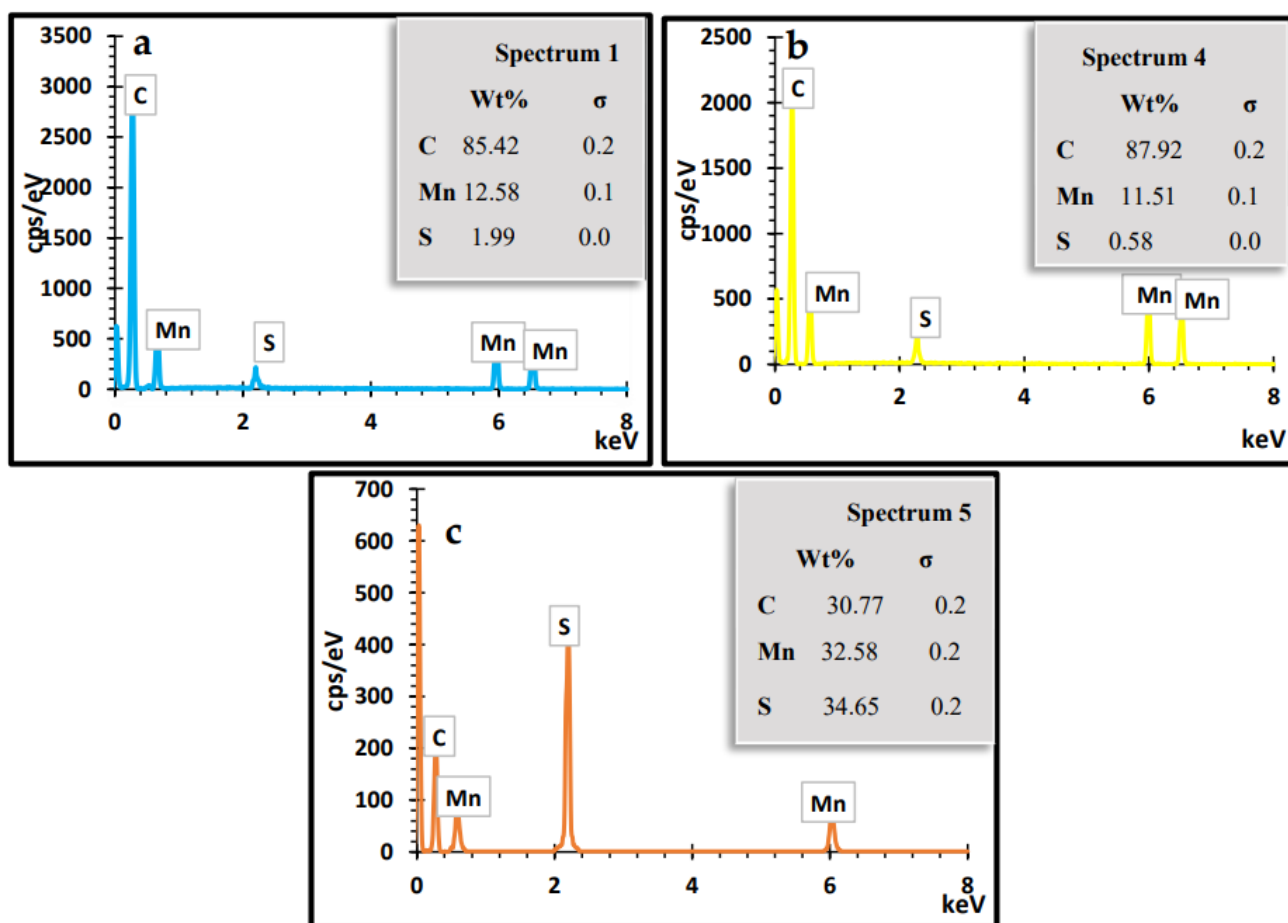 a
Spectrum 1
Wt% σ
C 85.42 0.2
Mn 12.58 0.1
S 1.99 0.0
3500
3000
2500
2000
1500
1000
500
0
cps/eV
C
Mn
S
Mn
Mn
0 2 4 6 8
keV
b
Spectrum 4
Wt% σ
C 87.92 0.2
Mn 11.51 0.1
S 0.58 0.0
2500
2000
1500
1000
500
0
cps/eV
C
Mn
S
Mn
Mn
0 2 4 6 8
keV
c
Spectrum 5
Wt% σ
C 30.77 0.2
Mn 32.58 0.2
S 34.65 0.2
700
600
500
400
300
200
100
0
cps/eV
C
Mn
S
Mn
0 2 4 6 8
keV